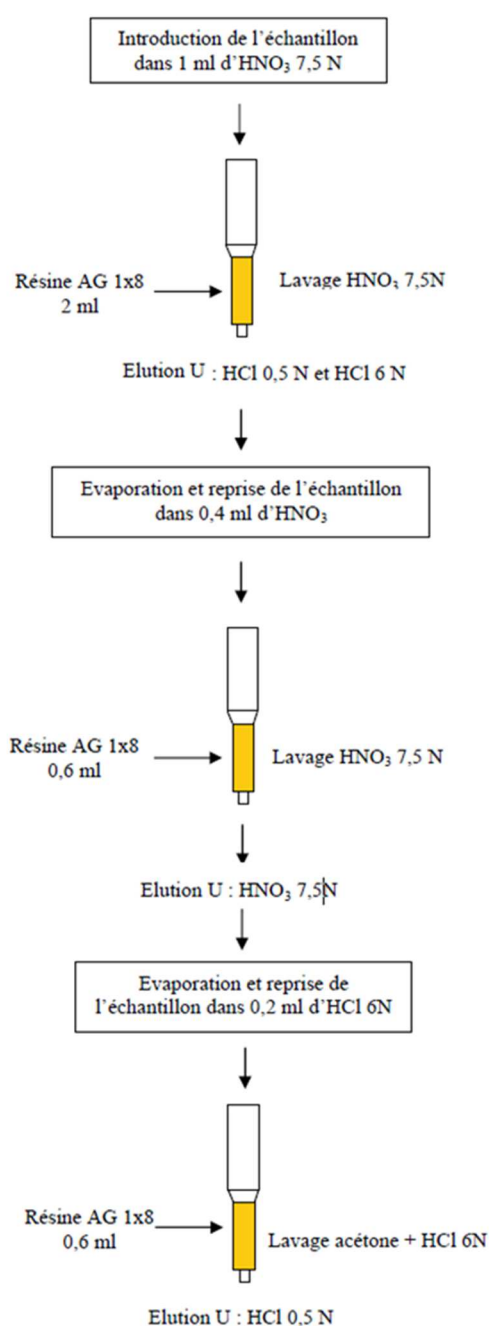 Introduction de l'échantillon
dans 1 ml d'HNO₃ 7,5 N
Résine AG 1x8
2 ml
Lavage HNO₃ 7,5N
Elution U : HCl 0,5 N et HCl 6 N
Evaporation et reprise de l'échantillon
dans 0,4 ml d'HNO₃
Résine AG 1x8
0,6 ml
Lavage HNO₃ 7,5 N
Elution U : HNO₃ 7,5N
Evaporation et reprise de
l'échantillon dans 0,2 ml d'HCl 6N
Résine AG 1x8
0,6 ml
Lavage acétone + HCl 6N
Elution U : HCl 0,5 N